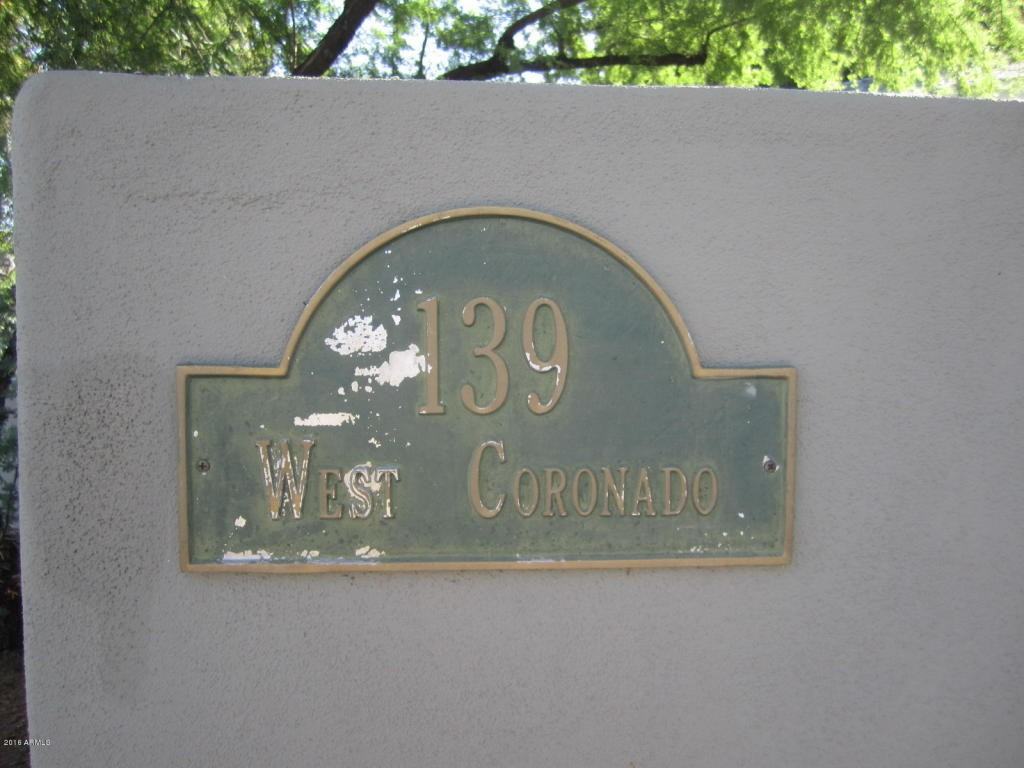 139
WEST CORONADO
2016 ARMLS